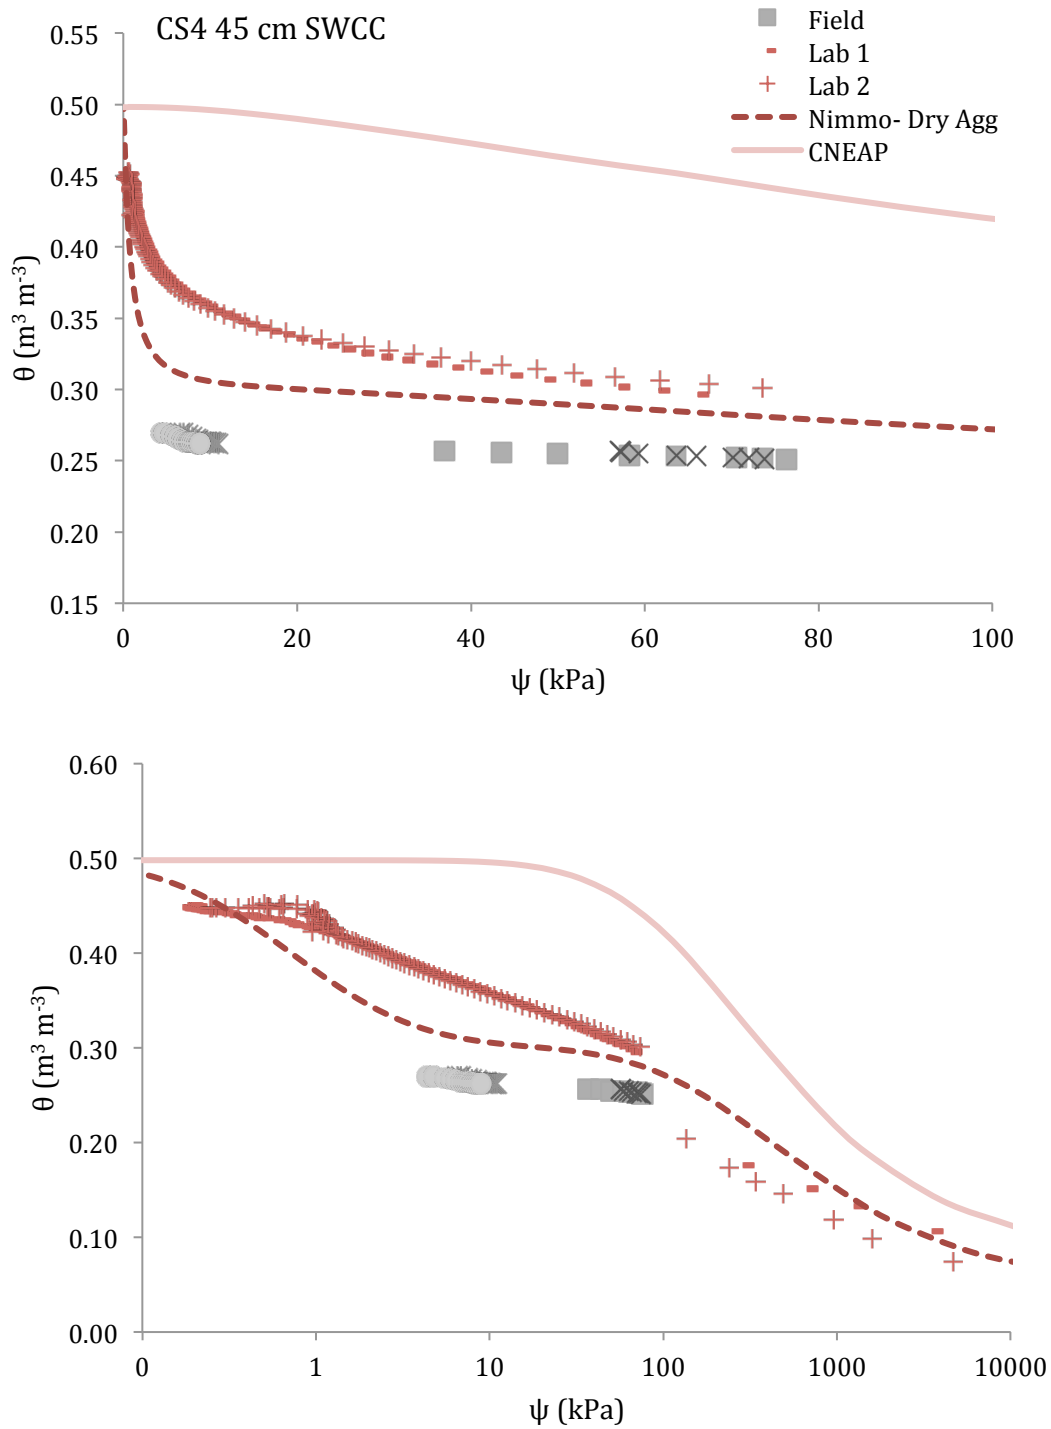 CS4 45 cm SWCC
Field
Lab 1
Lab 2
Nimmo- Dry Agg
CNEAP
0.55
0.50
0.45
0.40
0.35
0.30
0.25
0.20
0.15
θ (m³ m⁻³)
0 20 40 60 80 100
ψ (kPa)
0.60
0.50
0.40
0.30
0.20
0.10
0.00
θ (m³ m⁻³)
0 1 10 100 1000 10000
ψ (kPa)